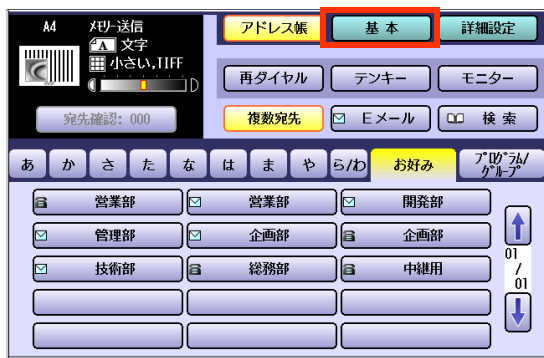 A4 メモリー送信 アドレス帳 基本 詳細設定
A 文字
小さい,TIFF
再ダイヤル テンキー モニター
D
宛先確認: 000 複数宛先 Eメール 検索
あ か さ た な は ま や ら/わ お好み プログラム/グループ
営業部 営業部 開発部
管理部 企画部 企画部
01
/
01
技術部 総務部 中継用